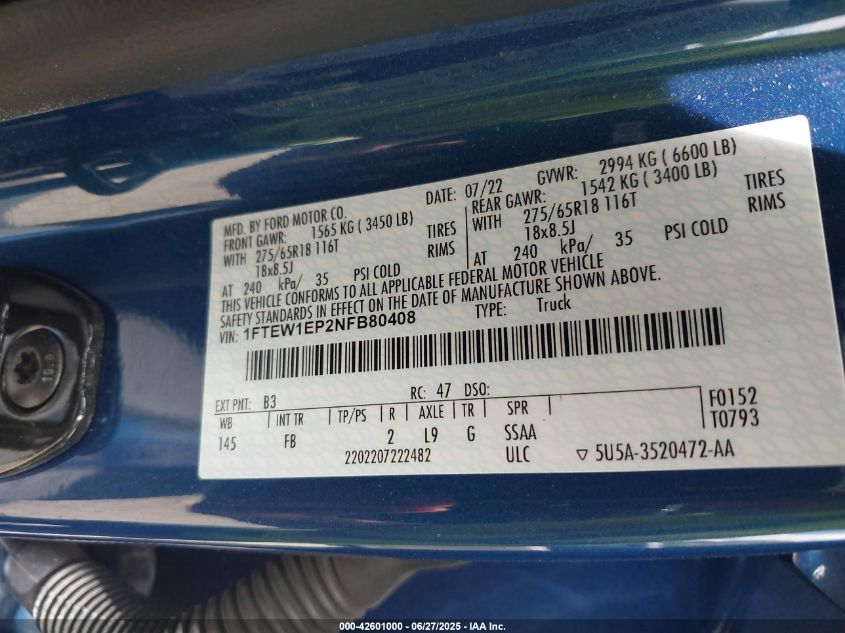 MFD. BY FORD MOTOR CO.
DATE: 07/22 GVWR: 2994 KG ( 6600 LB)
FRONT GAWR: 1565 KG ( 3450 LB)
REAR GAWR: 1542 KG ( 3400 LB)
WITH 275/65R18 116T TIRES
WITH 275/65R18 116T TIRES
18x8.5J RIMS
18x8.5J RIMS
AT 240 kPa/ 35 PSI COLD
AT 240 kPa/ 35 PSI COLD
THIS VEHICLE CONFORMS TO ALL APPLICABLE FEDERAL MOTOR VEHICLE
SAFETY STANDARDS IN EFFECT ON THE DATE OF MANUFACTURE SHOWN ABOVE.
VIN: 1FTEW1EP2NFB80408 TYPE: Truck
EXT PNT: B3 RC: 47 DSO:
WB INT TR TP/PS R AXLE TR SPR
145 FB 2 L9 G SSAA
F0152
T0793
2202207222482 ULC ▽ 5U5A-3520472-AA
10.9
000-42601000 - 06/27/2025 - IAA Inc.